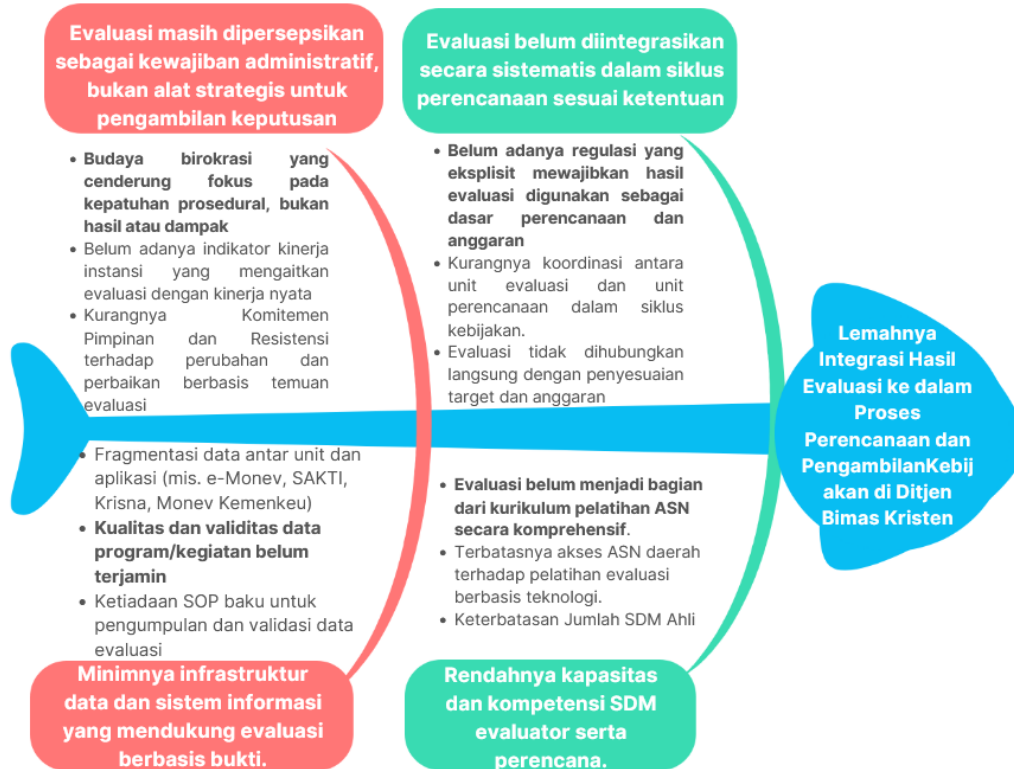 Evaluasi masih dipersepsikan
sebagai kewajiban administratif,
bukan alat strategis untuk
pengambilan keputusan
• Budaya birokrasi yang
cenderung fokus pada
kepatuhan prosedural, bukan
hasil atau dampak
• Belum adanya indikator kinerja
instansi yang mengaitkan
evaluasi dengan kinerja nyata
• Kurangnya Komitemen
Pimpinan dan Resistensi
terhadap perubahan dan
perbaikan berbasis temuan
evaluasi
Evaluasi belum diintegrasikan
secara sistematis dalam siklus
perencanaan sesuai ketentuan
• Belum adanya regulasi yang
eksplisit mewajibkan hasil
evaluasi digunakan sebagai
dasar perencanaan dan
anggaran
• Kurangnya koordinasi antara
unit evaluasi dan unit
perencanaan dalam siklus
kebijakan.
• Evaluasi tidak dihubungkan
langsung dengan penyesuaian
target dan anggaran
Lemahnya
Integrasi Hasil
Evaluasi ke dalam
Proses
Perencanaan dan
PengambilanKebij
akan di Ditjen
Bimas Kristen
• Fragmentasi data antar unit dan
aplikasi (mis. e-Monev, SAKTI,
Krisna, Monev Kemenkeu)
• Kualitas dan validitas data
program/kegiatan belum
terjamin
• Ketiadaan SOP baku untuk
pengumpulan dan validasi data
evaluasi
Minimnya infrastruktur
data dan sistem informasi
yang mendukung evaluasi
berbasis bukti.
• Evaluasi belum menjadi bagian
dari kurikulum pelatihan ASN
secara komprehensif.
• Terbatasnya akses ASN daerah
terhadap pelatihan evaluasi
berbasis teknologi.
• Keterbatasan Jumlah SDM Ahli
Rendahnya kapasitas
dan kompetensi SDM
evaluator serta
perencana.